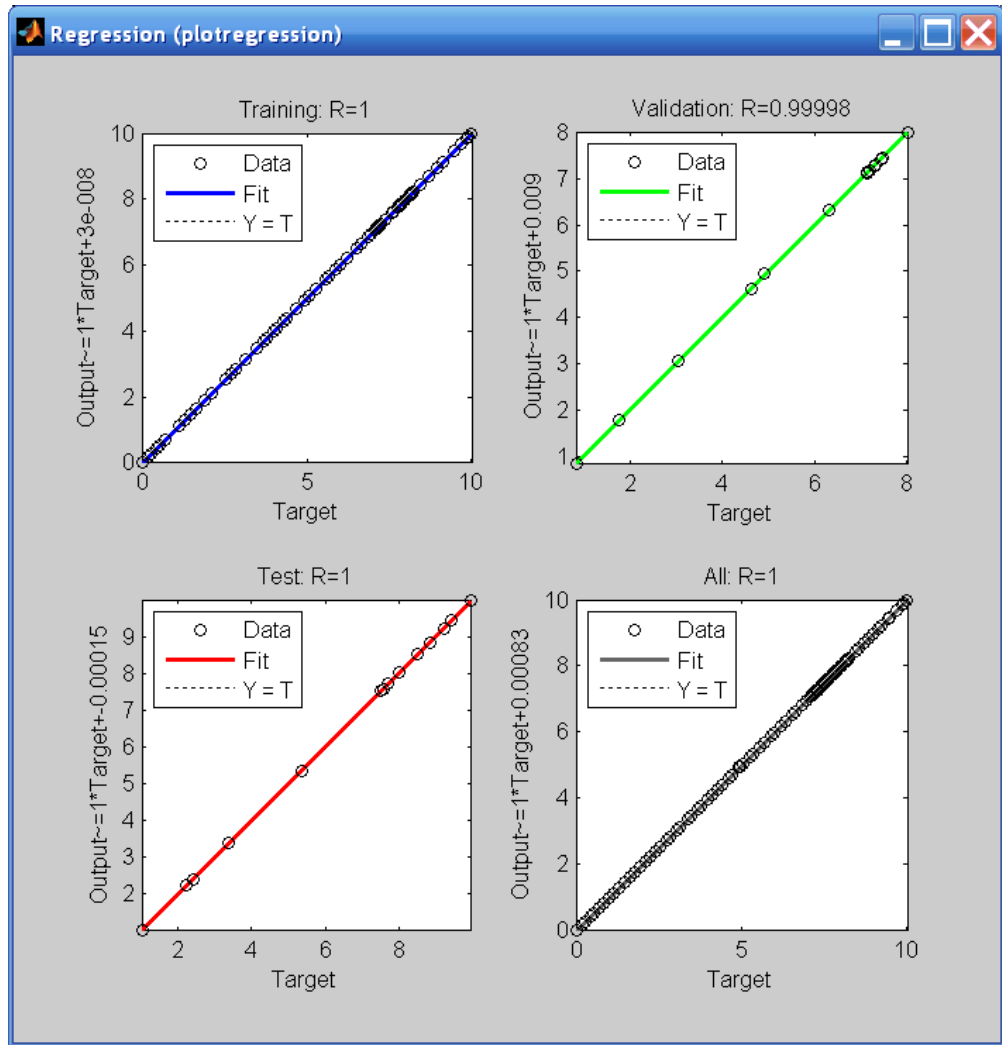 Regression (plotregression)
Training: R=1
Output~=1*Target+3e-008
10
8
6
4
2
0
Data
Fit
Y = T
0 5 10
Target
Validation: R=0.99998
Output~=1*Target+0.009
8
7
6
5
4
3
2
1
Data
Fit
Y = T
2 4 6 8
Target
Test: R=1
Output~=1*Target+-0.00015
9
8
7
6
5
4
3
2
Data
Fit
Y = T
2 4 6 8
Target
All: R=1
Output~=1*Target+0.00083
10
8
6
4
2
0
Data
Fit
Y = T
0 5 10
Target